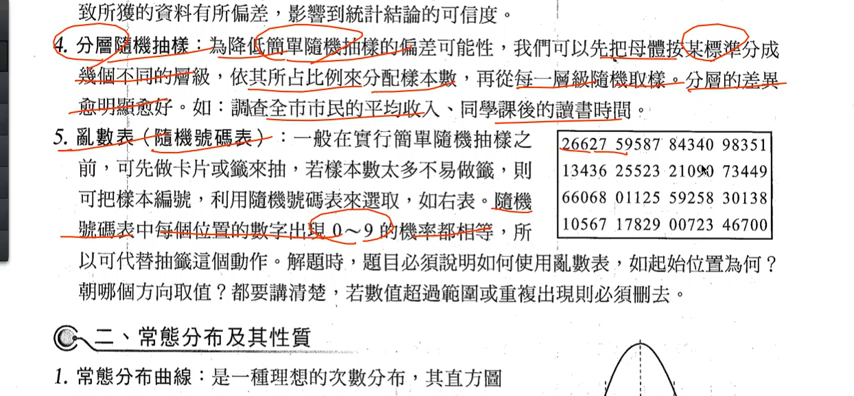 致所獲的資料有所偏差，影響到統計結論的可信度。
4. 分層隨機抽樣：為降低簡單隨機抽樣的偏差可能性，我們可以先把母體按某標準分成
幾個不同的層級，依其所占比例來分配樣本數，再從每一層級隨機取樣。分層的差異
愈明顯愈好。如：調查全市市民的平均收入、同學課後的讀書時間。
5. 亂數表（隨機號碼表）：一般在實行簡單隨機抽樣之
前，可先做卡片或籤來抽，若樣本數太多不易做籤，則
可把樣本編號，利用隨機號碼表來選取，如右表。隨機
號碼表中每個位置的數字出現 0～9 的機率都相等，所
以可代替抽籤這個動作。解題時，題目必須說明如何使用亂數表，如起始位置為何？
朝哪個方向取值？都要講清楚，若數值超過範圍或重複出現則必須刪去。
26627 59587 84340 98351
13436 25523 21090 73449
66068 01125 59258 30138
10567 17829 00723 46700
二、常態分布及其性質
1. 常態分布曲線：是一種理想的次數分布，其直方圖